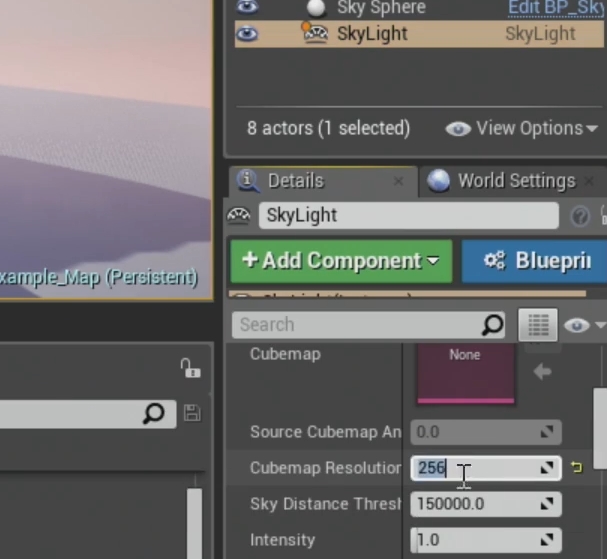 Sky Sphere Edit BP_Sky
SkyLight SkyLight
8 actors (1 selected) View Options
Details World Settings
SkyLight
xample_Map (Persistent)
Add Component Bluepri
Search
Cubemap None
Source Cubemap An 0.0
Cubemap Resolution 256
Sky Distance Thresh 150000.0
Intensity 1.0